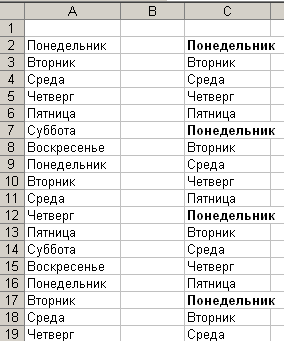 A B C
1
2 Понедельник Понедельник
3 Вторник Вторник
4 Среда Среда
5 Четверг Четверг
6 Пятница Пятница
7 Суббота Понедельник
8 Воскресенье Вторник
9 Понедельник Среда
10 Вторник Четверг
11 Среда Пятница
12 Четверг Понедельник
13 Пятница Вторник
14 Суббота Среда
15 Воскресенье Четверг
16 Понедельник Пятница
17 Вторник Понедельник
18 Среда Вторник
19 Четверг Среда